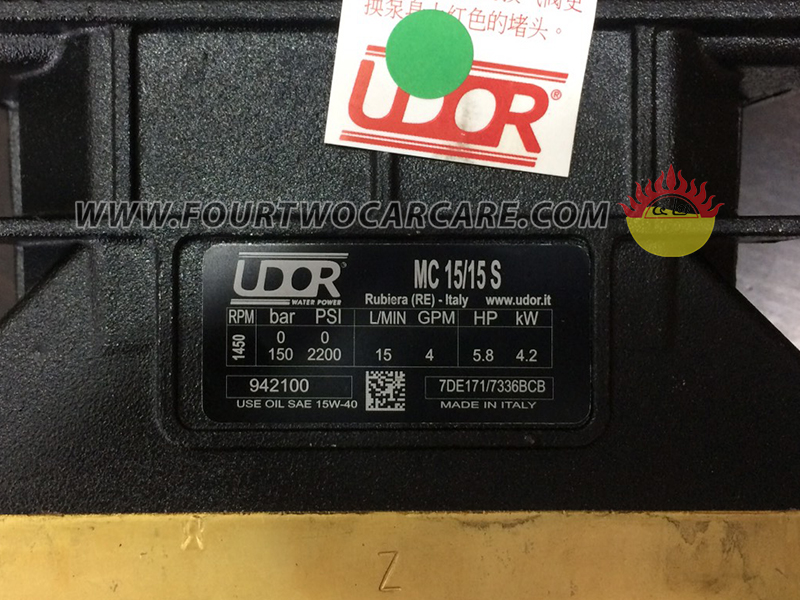 换泵身上红色的堵头。
UDOR®
WWW.FOURTWOCARCARE.COM
UDOR®
WATER POWER
MC 15/15 S
Rubiera (RE) - Italy www.udor.it
RPM bar PSI L/MIN GPM HP kW
1450 0 0
150 2200 15 4 5.8 4.2
942100 7DE171/7336BCB
USE OIL SAE 15W-40 MADE IN ITALY
Z